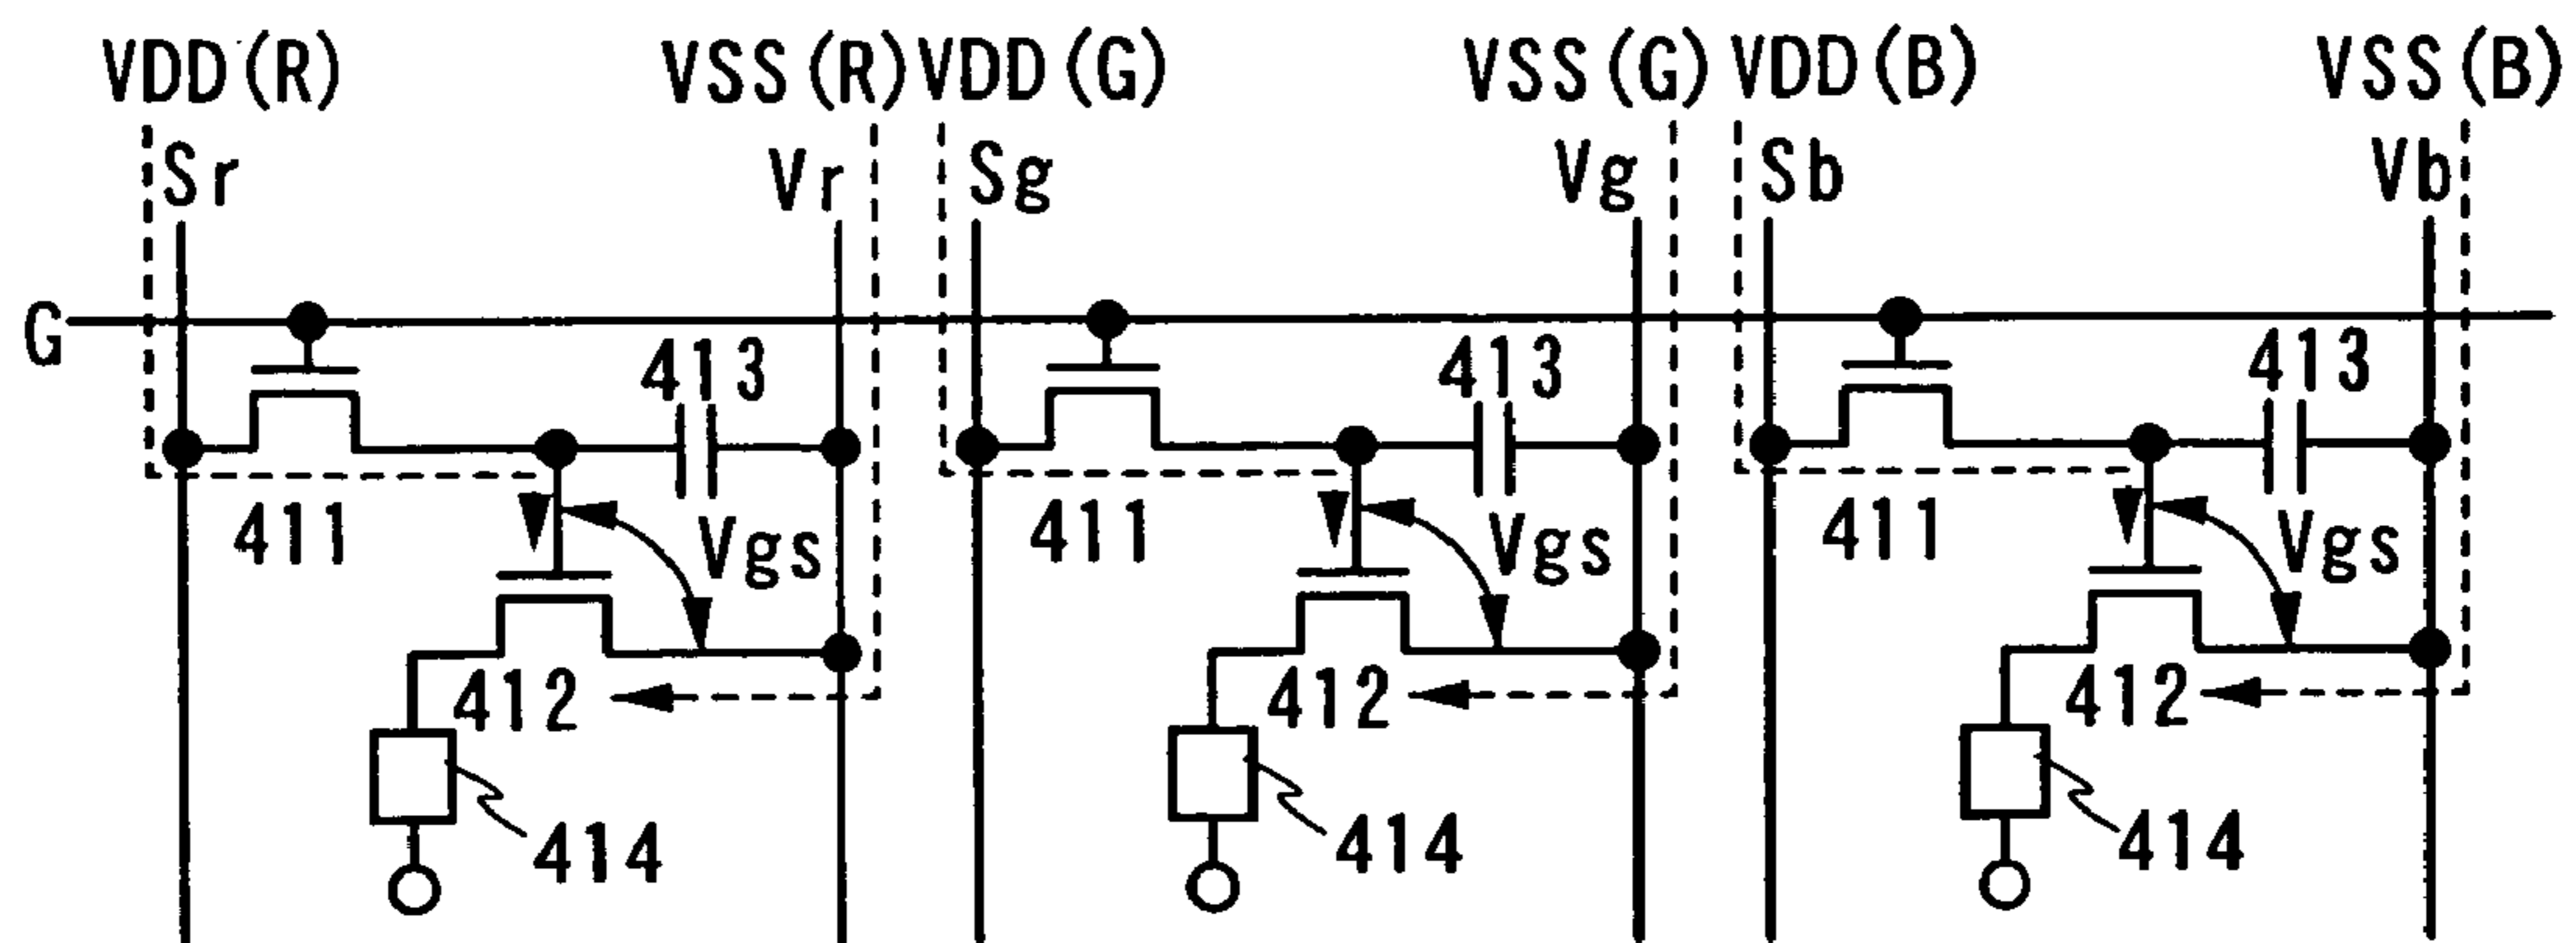 VDD(R) VSS(R) VDD(G) VSS(G) VDD(B) VSS(B)
Sr Vr Sg Vg Sb Vb
G
413 413 413
411 Vgs 411 Vgs 411 Vgs
412 412 412
414 414 414